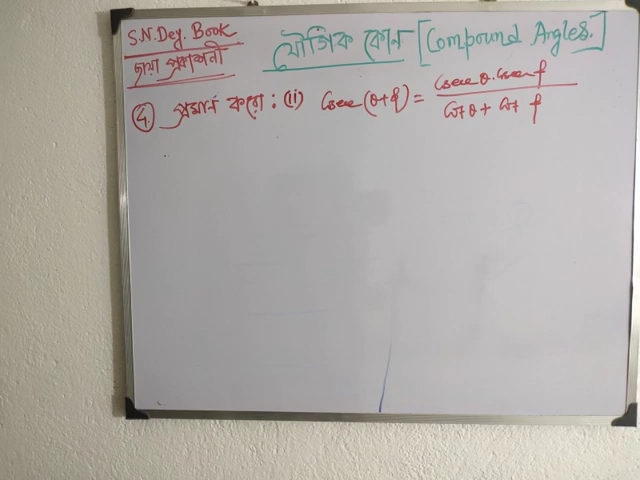 S.N.Dey. Book
ছায়া প্রকাশনী
যৌগিক কোন [Compound Angles.]
4. প্রমান করো : (ii) Cosec (θ+φ) = Cosec θ. Cosec φ / Cot θ + Cot φ